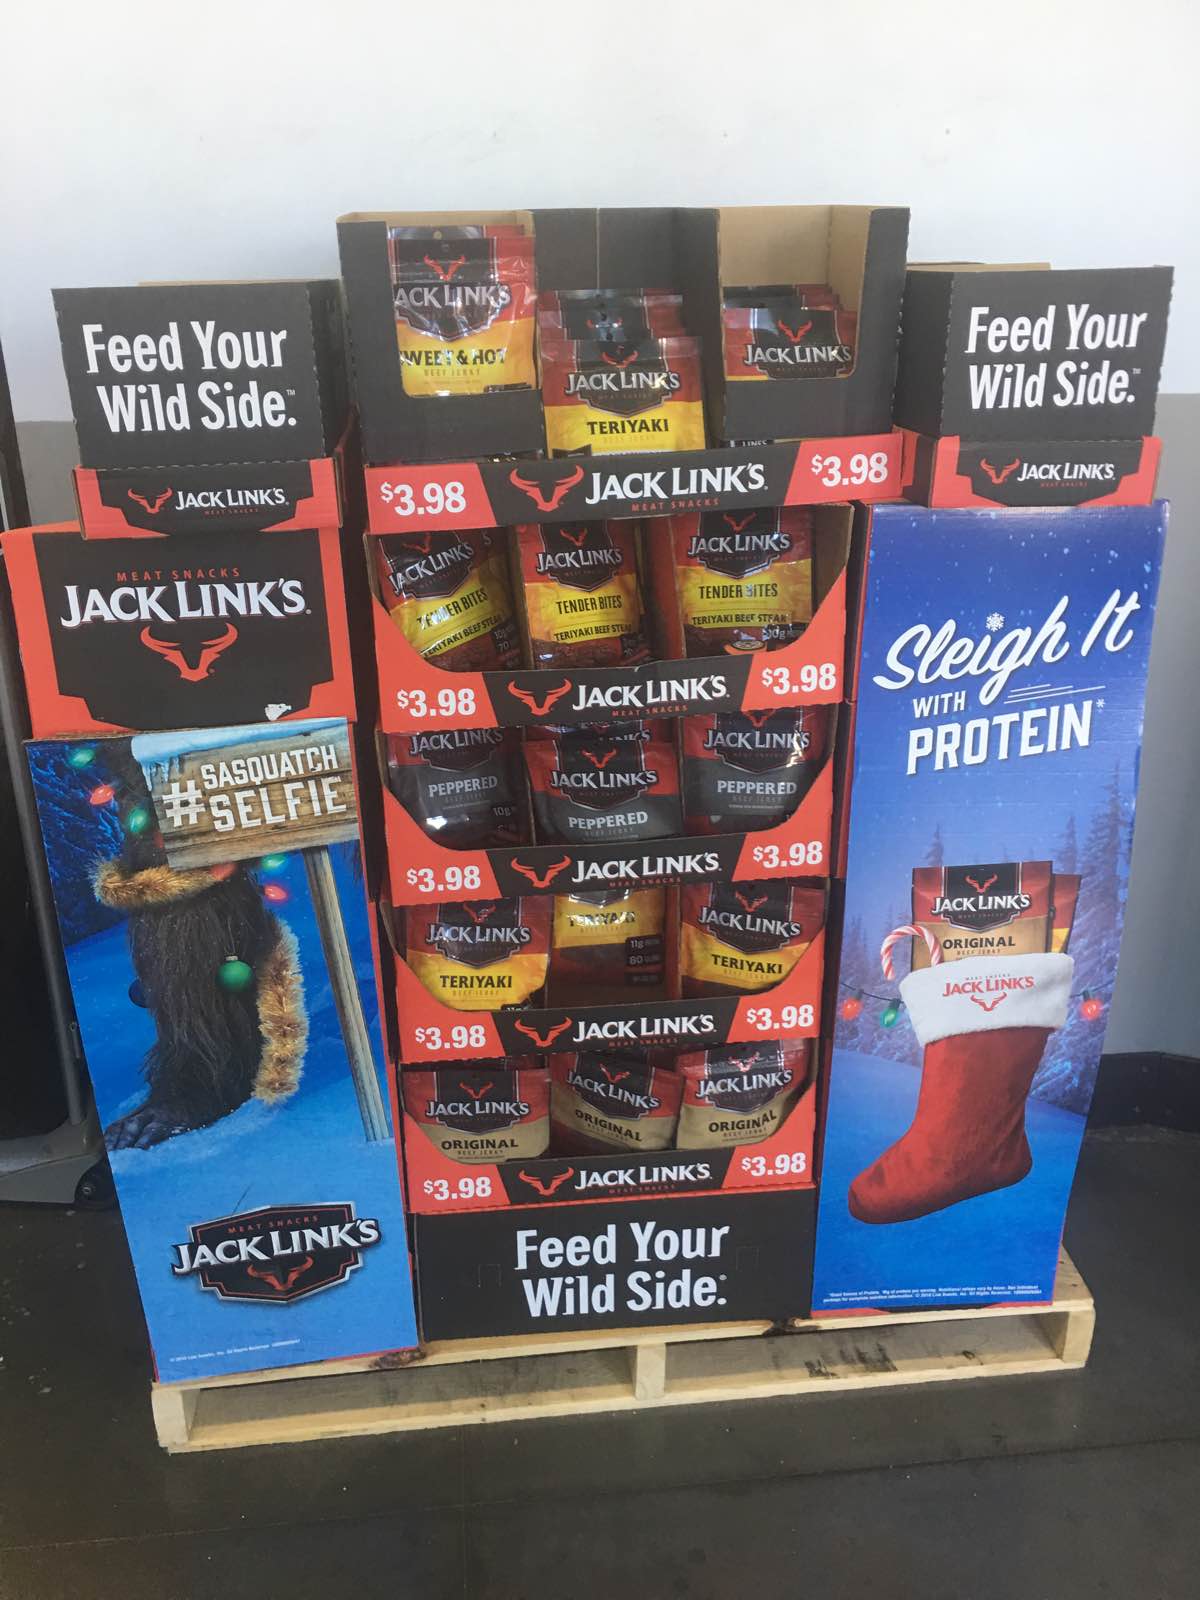 Feed Your
Wild Side.™
JACK LINK'S
MEAT SNACKS
MEAT SNACKS
JACK LINK'S
#SASQUATCH
SELFIE
MEAT SNACKS
JACK LINK'S
JACK LINK'S
SWEET & HOT
BEEF JERKY
JACK LINK'S
TERIYAKI
BEEF JERKY
JACK LINK'S
$3.98
JACK LINK'S
MEAT SNACKS
$3.98
JACK LINK'S
TENDER BITES
TERIYAKI BEEF STEAK
10g
70
JACK LINK'S
TENDER BITES
TERIYAKI BEEF STEAK
JACK LINK'S
TENDER BITES
TERIYAKI BEEF STEAK
$3.98
JACK LINK'S
MEAT SNACKS
$3.98
JACK LINK'S
PEPPERED
BEEF JERKY
10g
JACK LINK'S
PEPPERED
BEEF JERKY
JACK LINK'S
PEPPERED
BEEF JERKY
$3.98
JACK LINK'S
MEAT SNACKS
$3.98
JACK LINK'S
TERIYAKI
BEEF JERKY
TERIYAKI
11g
80
JACK LINK'S
TERIYAKI
BEEF JERKY
$3.98
JACK LINK'S
MEAT SNACKS
$3.98
JACK LINK'S
ORIGINAL
BEEF JERKY
JACK LINK'S
ORIGINAL
BEEF JERKY
JACK LINK'S
ORIGINAL
BEEF JERKY
$3.98
JACK LINK'S
MEAT SNACKS
$3.98
Feed Your
Wild Side.
Feed Your
Wild Side.™
JACK LINK'S
MEAT SNACKS
Sleigh It
WITH
PROTEIN*
JACK LINK'S
ORIGINAL
BEEF JERKY
MEAT SNACKS
JACK LINK'S